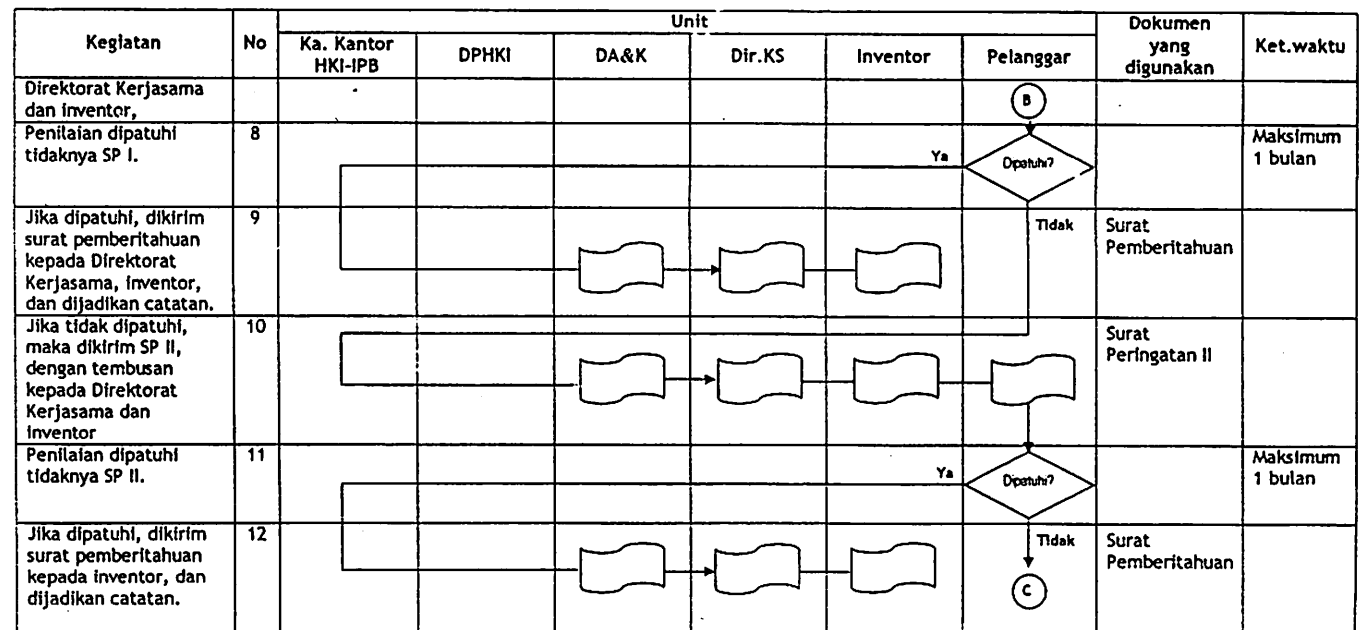 Kegiatan
No
Unit
Dokumen
yang
digunakan
Ket.waktu
Ka. Kantor
HKI-IPB
DPHKI
DA&K
Dir.KS
Inventor
Pelanggar
Direktorat Kerjasama
dan inventor,
B
Penilaian dipatuhi
tidaknya SP I.
8
Ya
Dipatuhi?
Maksimum
1 bulan
Jika dipatuhi, dikirim
surat pemberitahuan
kepada Direktorat
Kerjasama, inventor,
dan dijadikan catatan.
9
Tidak
Surat
Pemberitahuan
Jika tidak dipatuhi,
maka dikirim SP II,
dengan tembusan
kepada Direktorat
Kerjasama dan
inventor
10
Surat
Peringatan II
Penilaian dipatuhi
tidaknya SP II.
11
Ya
Dipatuhi?
Maksimum
1 bulan
Jika dipatuhi, dikirim
surat pemberitahuan
kepada inventor, dan
dijadikan catatan.
12
Tidak
C
Surat
Pemberitahuan